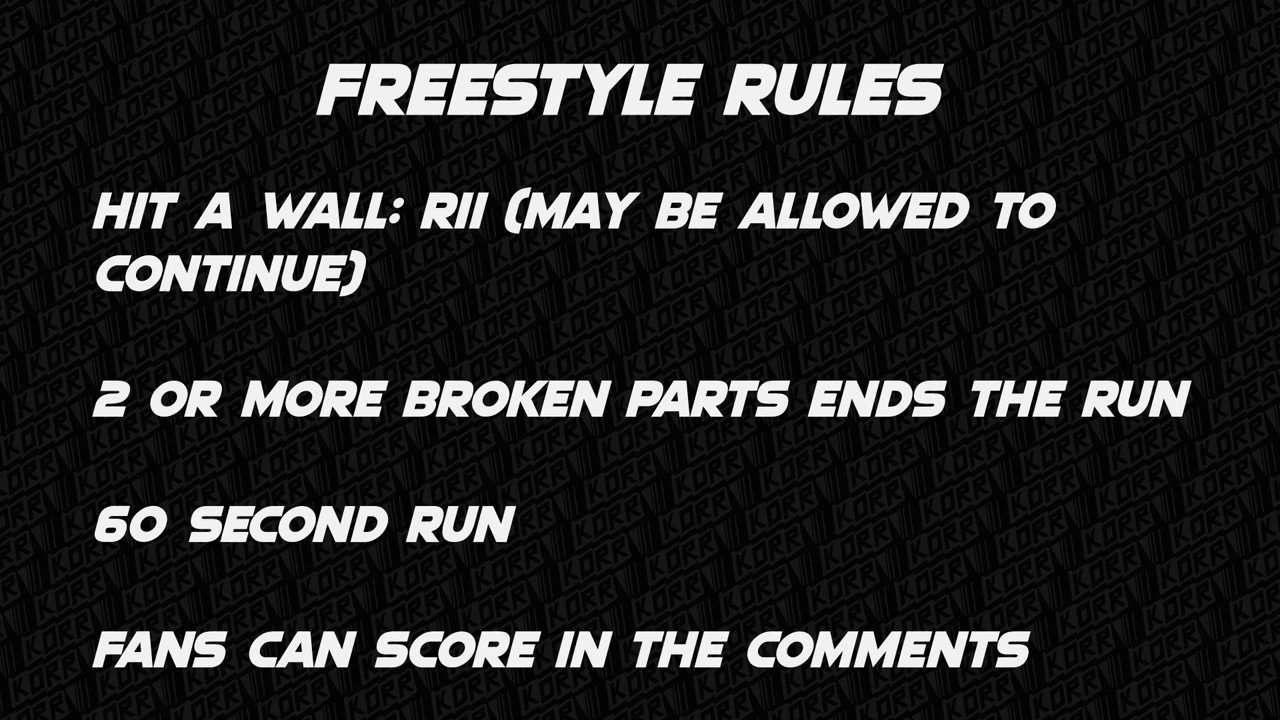 FREESTYLE RULES
HIT A WALL: RII (MAY BE ALLOWED TO
CONTINUE)
2 OR MORE BROKEN PARTS ENDS THE RUN
60 SECOND RUN
FANS CAN SCORE IN THE COMMENTS